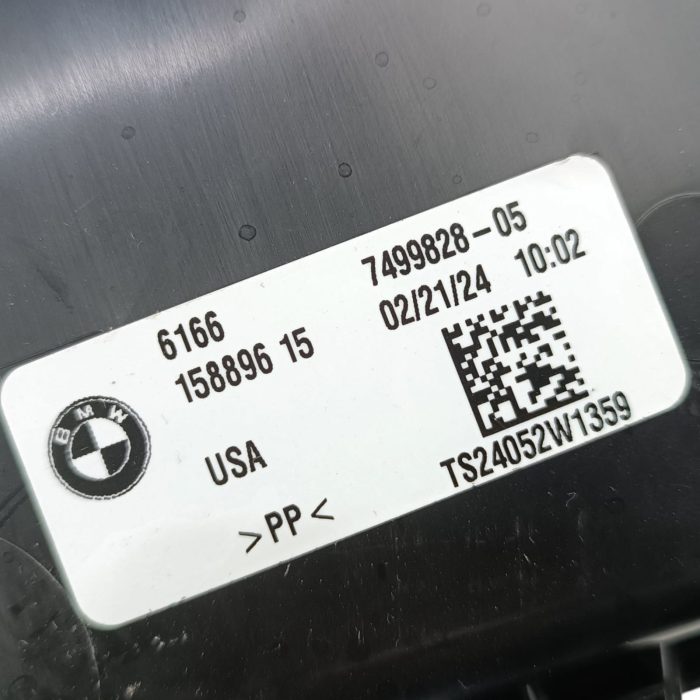 6166
7499828-05
158896 15
02/21/24 10:02
BMW
USA
TS24052W1359
>PP<